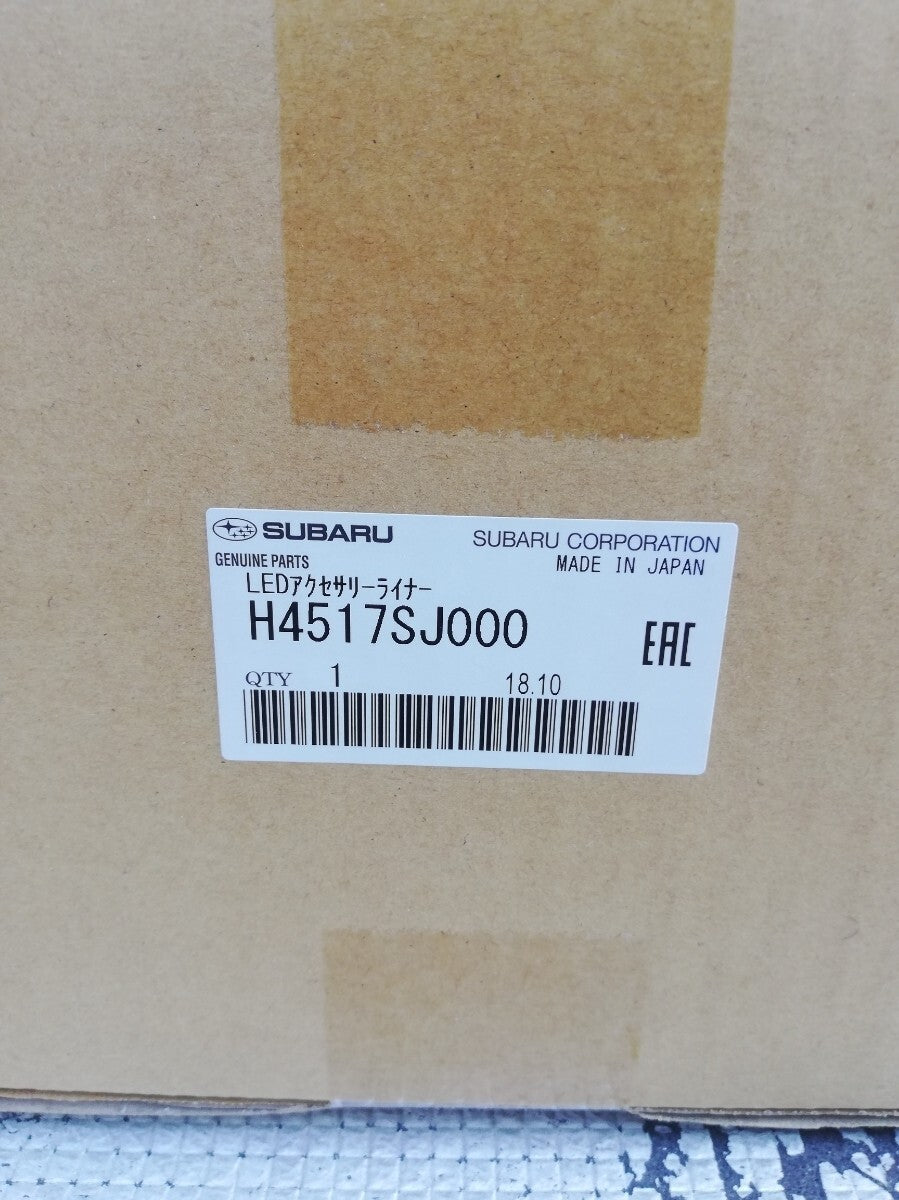 SUBARU
SUBARU CORPORATION
GENUINE PARTS
MADE IN JAPAN
LEDアクセサリーライナー
H4517SJ000
EAC
QTY 1
18.10